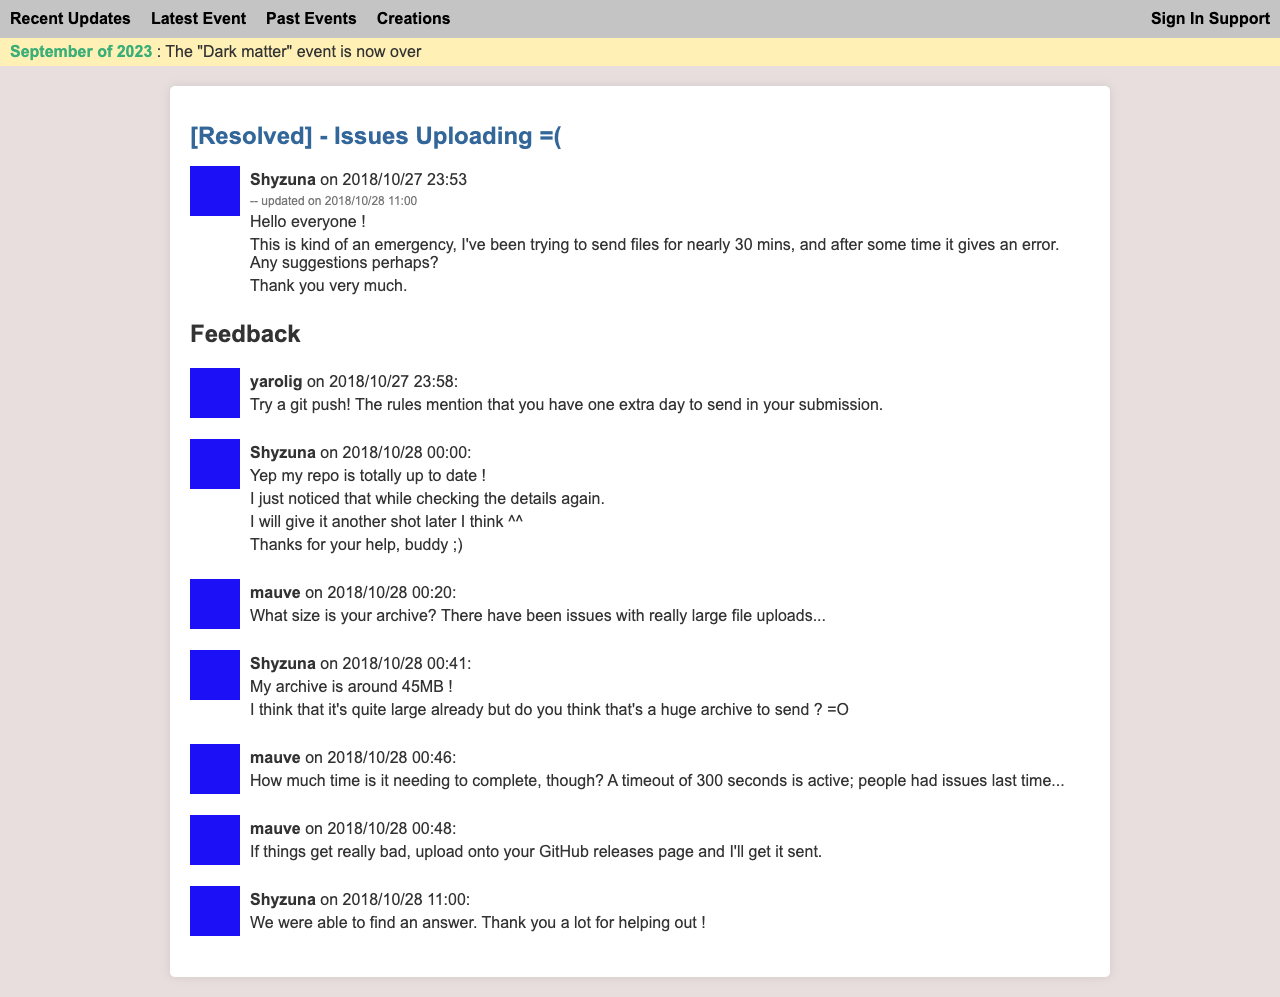 Recent Updates Latest Event Past Events Creations Sign In Support
September of 2023 : The "Dark matter" event is now over
[Resolved] - Issues Uploading =(
Shyzuna on 2018/10/27 23:53
-- updated on 2018/10/28 11:00
Hello everyone !
This is kind of an emergency, I've been trying to send files for nearly 30 mins, and after some time it gives an error.
Any suggestions perhaps?
Thank you very much.
Feedback
yarolig on 2018/10/27 23:58:
Try a git push! The rules mention that you have one extra day to send in your submission.
Shyzuna on 2018/10/28 00:00:
Yep my repo is totally up to date !
I just noticed that while checking the details again.
I will give it another shot later I think ^^
Thanks for your help, buddy ;)
mauve on 2018/10/28 00:20:
What size is your archive? There have been issues with really large file uploads...
Shyzuna on 2018/10/28 00:41:
My archive is around 45MB !
I think that it's quite large already but do you think that's a huge archive to send ? =O
mauve on 2018/10/28 00:46:
How much time is it needing to complete, though? A timeout of 300 seconds is active; people had issues last time...
mauve on 2018/10/28 00:48:
If things get really bad, upload onto your GitHub releases page and I'll get it sent.
Shyzuna on 2018/10/28 11:00:
We were able to find an answer. Thank you a lot for helping out !